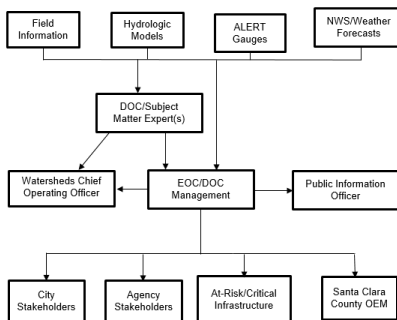 Field
Information
Hydrologic
Models
ALERT
Gauges
NWS/Weather
Forecasts
DOC/Subject
Matter Expert(s)
Watersheds Chief
Operating Officer
EOC/DOC
Management
Public Information
Officer
City
Stakeholders
Agency
Stakeholders
At-Risk/Critical
Infrastructure
Santa Clara
County OEM